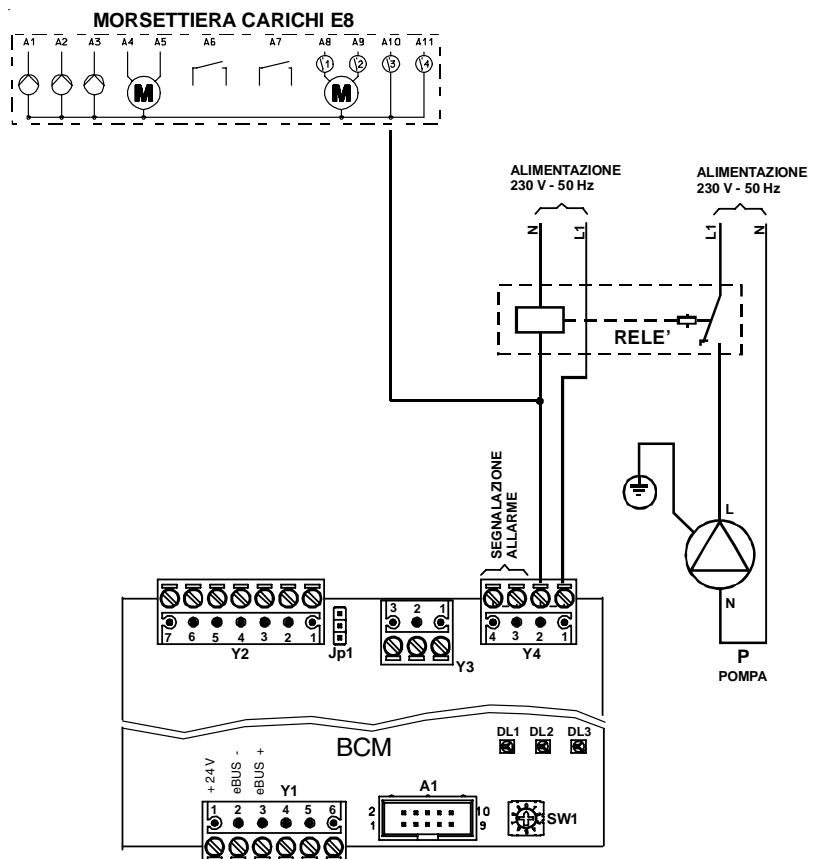 MORSETTIERA CARICHI E8
A1 A2 A3 A4 A5 A6 A7 A8 A9 A10 A11
1 2 3 4
M M
ALIMENTAZIONE
230 V - 50 Hz
ALIMENTAZIONE
230 V - 50 Hz
N L1 L1 N
RELE’
SEGNALAZIONE
ALLARME
L
N
P
POMPA
7 6 5 4 3 2 1
Y2
Jp1
3 2 1
Y3
4 3 2 1
Y4
BCM
DL1 DL2 DL3
+24V
eBUS -
eBUS +
Y1
1 2 3 4 5 6
A1
2 10
1 9
SW1